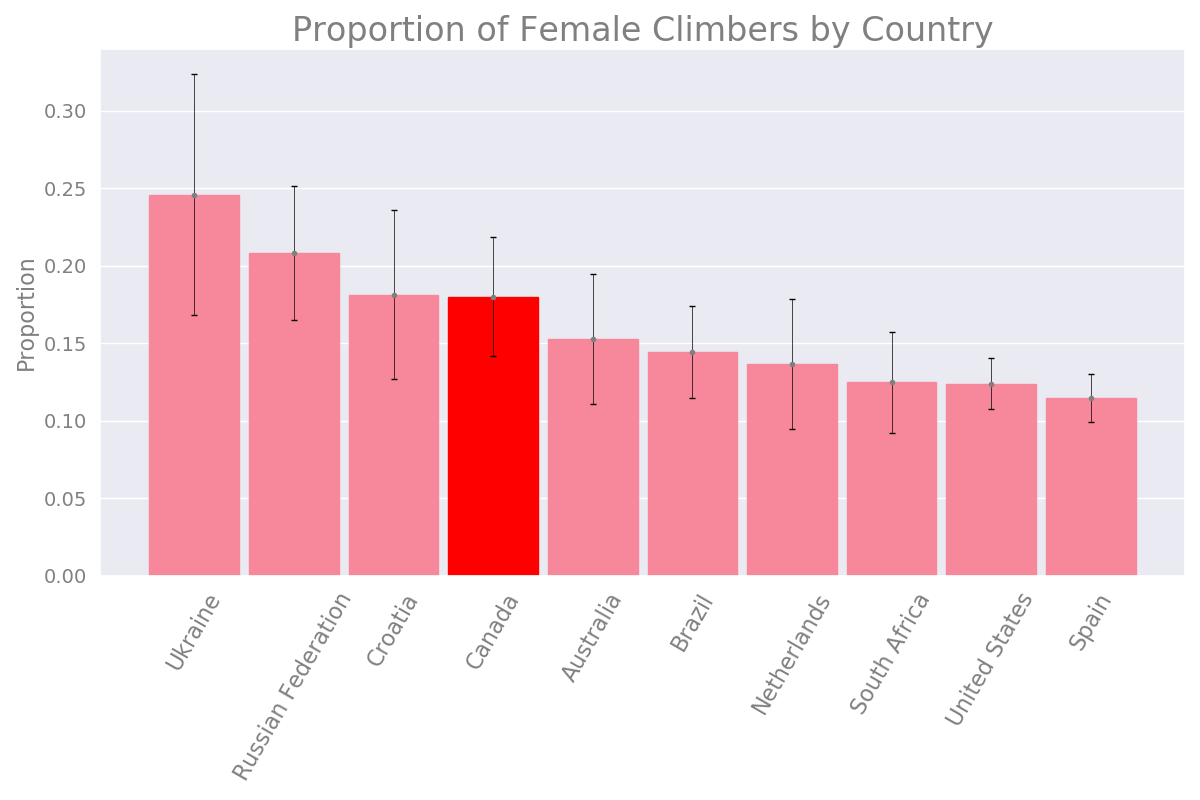 Proportion of Female Climbers by Country
Proportion
0.30
0.25
0.20
0.15
0.10
0.05
0.00
Ukraine
Russian Federation
Croatia
Canada
Australia
Brazil
Netherlands
South Africa
United States
Spain